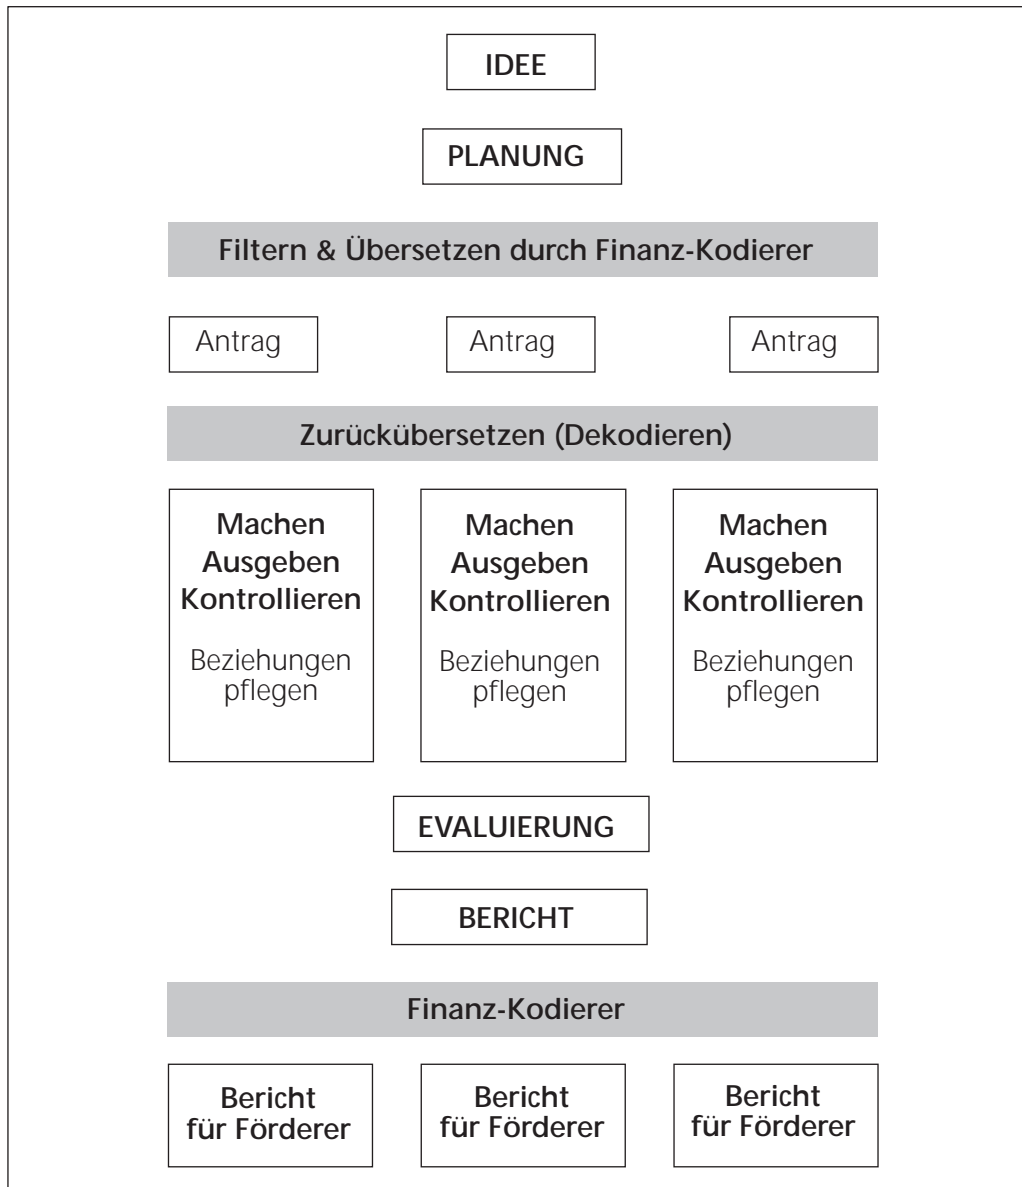 IDEE
PLANUNG
Filtern & Übersetzen durch Finanz-Kodierer
Antrag
Antrag
Antrag
Zurückübersetzen (Dekodieren)
Machen
Ausgeben
Kontrollieren
Beziehungen
pflegen
Machen
Ausgeben
Kontrollieren
Beziehungen
pflegen
Machen
Ausgeben
Kontrollieren
Beziehungen
pflegen
EVALUIERUNG
BERICHT
Finanz-Kodierer
Bericht
für Förderer
Bericht
für Förderer
Bericht
für Förderer